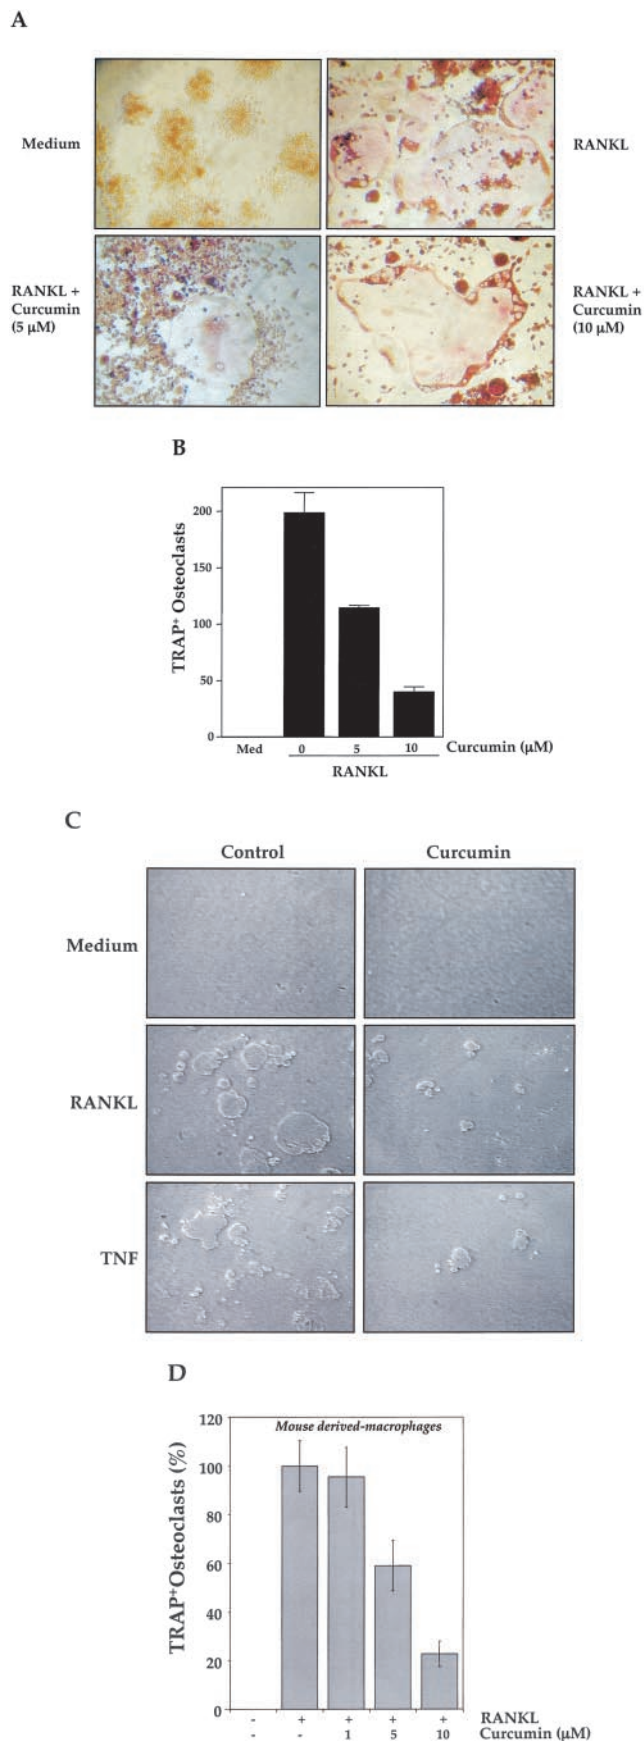 A
Medium
RANKL
RANKL +
Curcumin
(5 μM)
RANKL +
Curcumin
(10 μM)
B
TRAP⁺ Osteoclasts
200
150
100
50
0
Med 0 5 10 Curcumin (μM)
RANKL
C
Control Curcumin
Medium
RANKL
TNF
D
Mouse derived-macrophages
TRAP⁺Osteoclasts (%)
120
100
80
60
40
20
0
- + + + + RANKL
- - 1 5 10 Curcumin (μM)